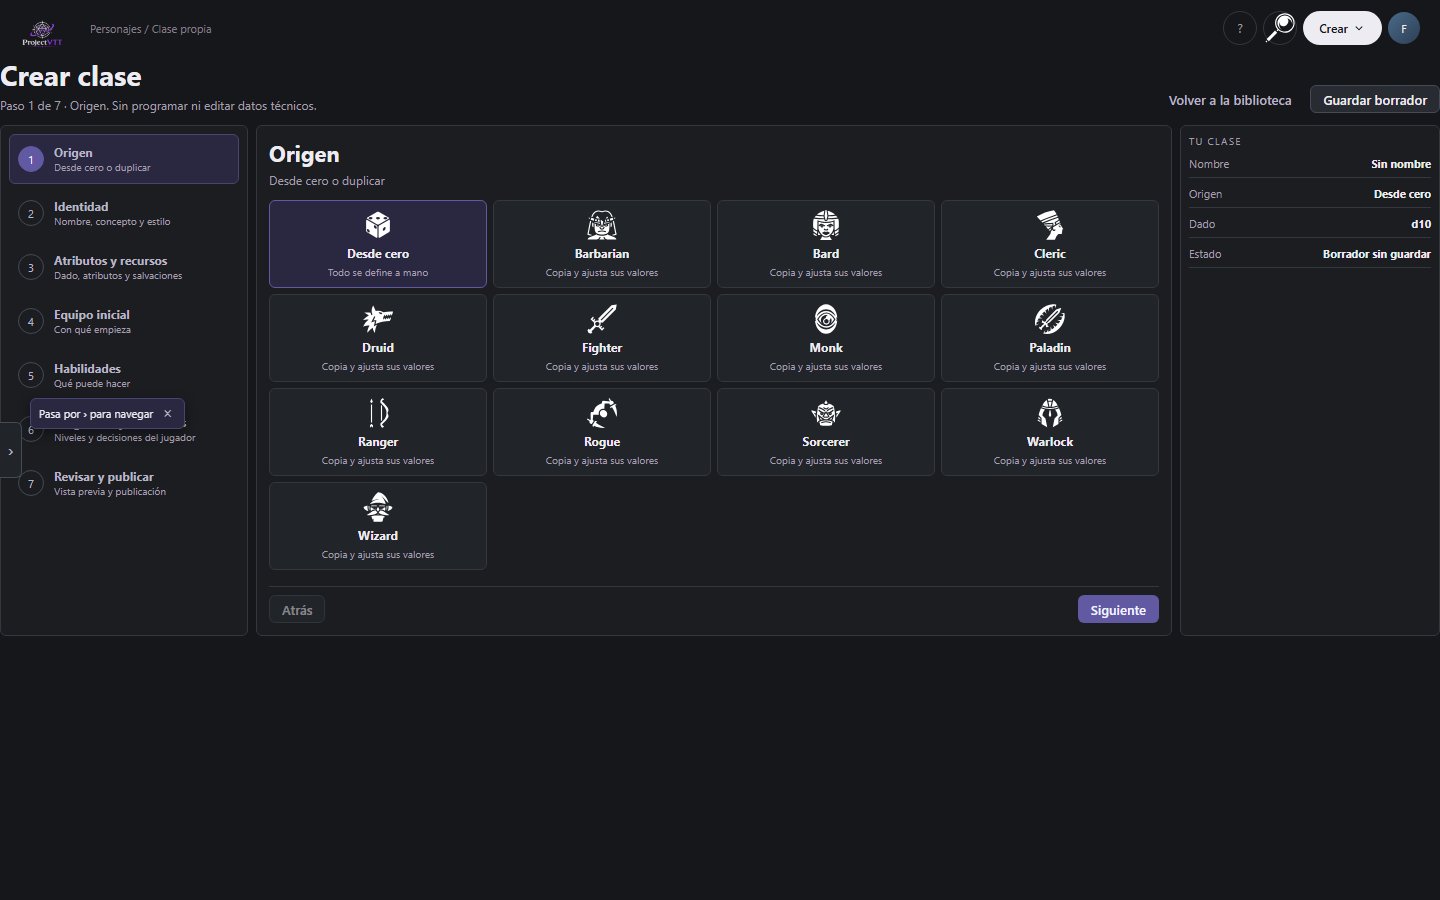 ProjectVTT
Personajes / Clase propia
?
Crear
F
Crear clase
Paso 1 de 7 · Origen. Sin programar ni editar datos técnicos.
Volver a la biblioteca
Guardar borrador
1
Origen
Desde cero o duplicar
2
Identidad
Nombre, concepto y estilo
3
Atributos y recursos
Dado, atributos y salvaciones
4
Equipo inicial
Con qué empieza
5
Habilidades
Qué puede hacer
Pasa por › para navegar ×
6
Niveles y decisiones del jugador
›
7
Revisar y publicar
Vista previa y publicación
Origen
Desde cero o duplicar
Desde cero
Todo se define a mano
Barbarian
Copia y ajusta sus valores
Bard
Copia y ajusta sus valores
Cleric
Copia y ajusta sus valores
Druid
Copia y ajusta sus valores
Fighter
Copia y ajusta sus valores
Monk
Copia y ajusta sus valores
Paladin
Copia y ajusta sus valores
Ranger
Copia y ajusta sus valores
Rogue
Copia y ajusta sus valores
Sorcerer
Copia y ajusta sus valores
Warlock
Copia y ajusta sus valores
Wizard
Copia y ajusta sus valores
Atrás
Siguiente
TU CLASE
Nombre Sin nombre
Origen Desde cero
Dado d10
Estado Borrador sin guardar